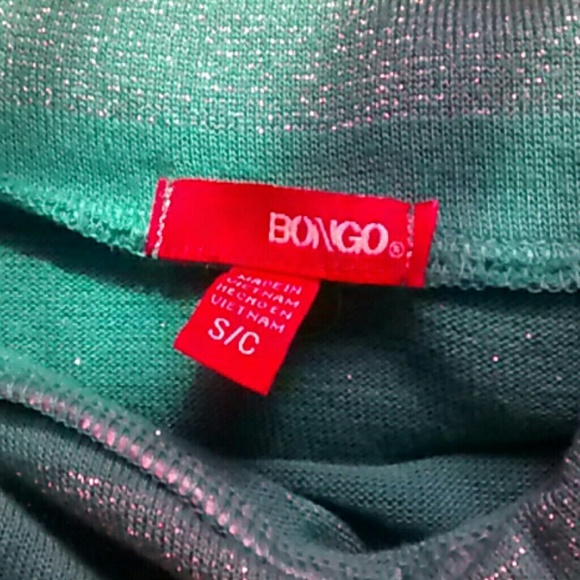 BONGO®
MADE IN
VIETNAM
HECHO EN
VIETNAM
S/C